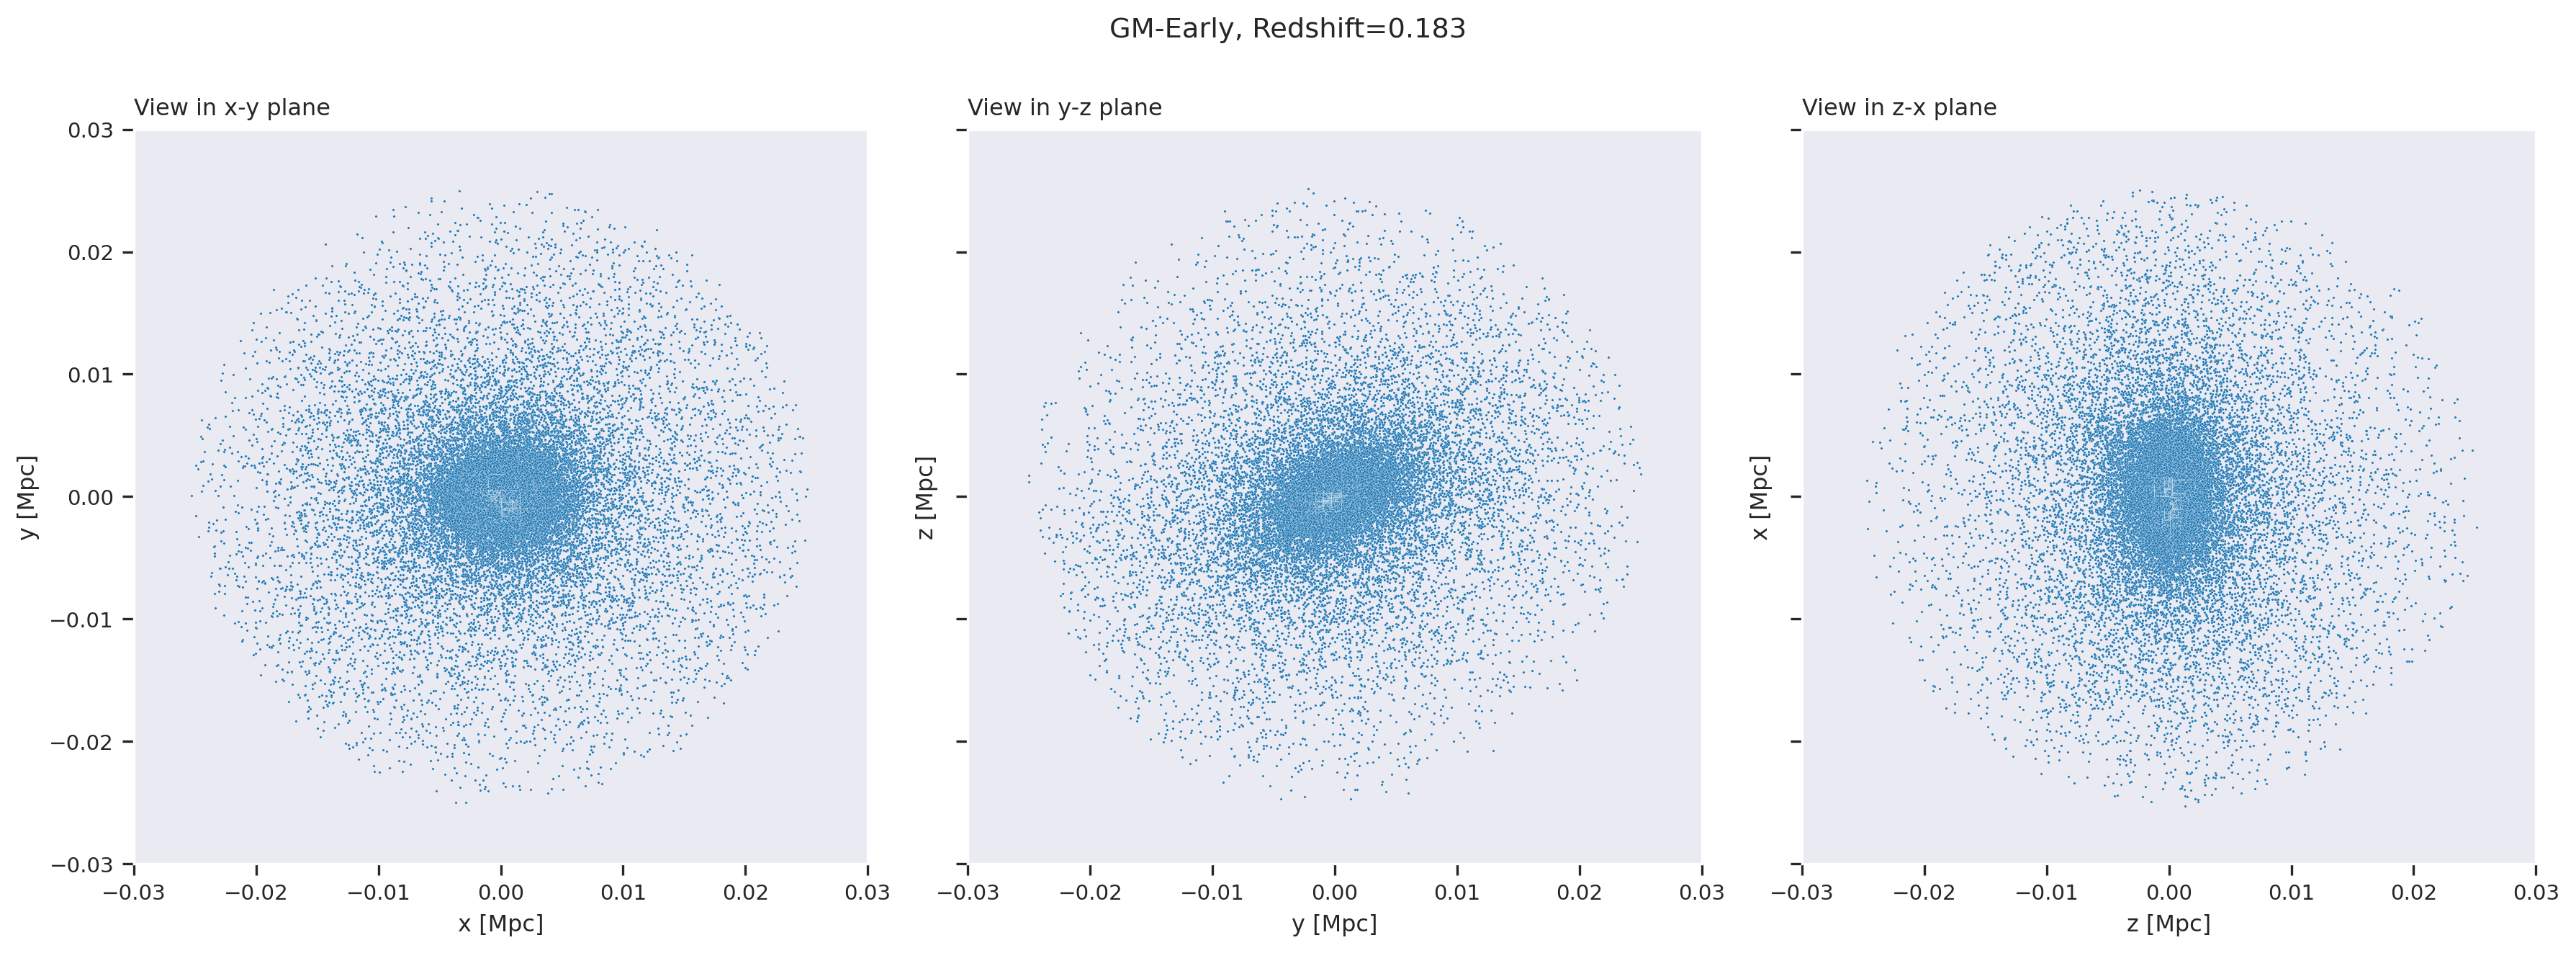 GM-Early, Redshift=0.183
View in x-y plane
View in y-z plane
View in z-x plane
0.03
0.02
0.01
0.00
−0.01
−0.02
−0.03
y [Mpc]
z [Mpc]
x [Mpc]
−0.03 −0.02 −0.01 0.00 0.01 0.02 0.03
−0.03 −0.02 −0.01 0.00 0.01 0.02 0.03
−0.03 −0.02 −0.01 0.00 0.01 0.02 0.03
x [Mpc]
y [Mpc]
z [Mpc]